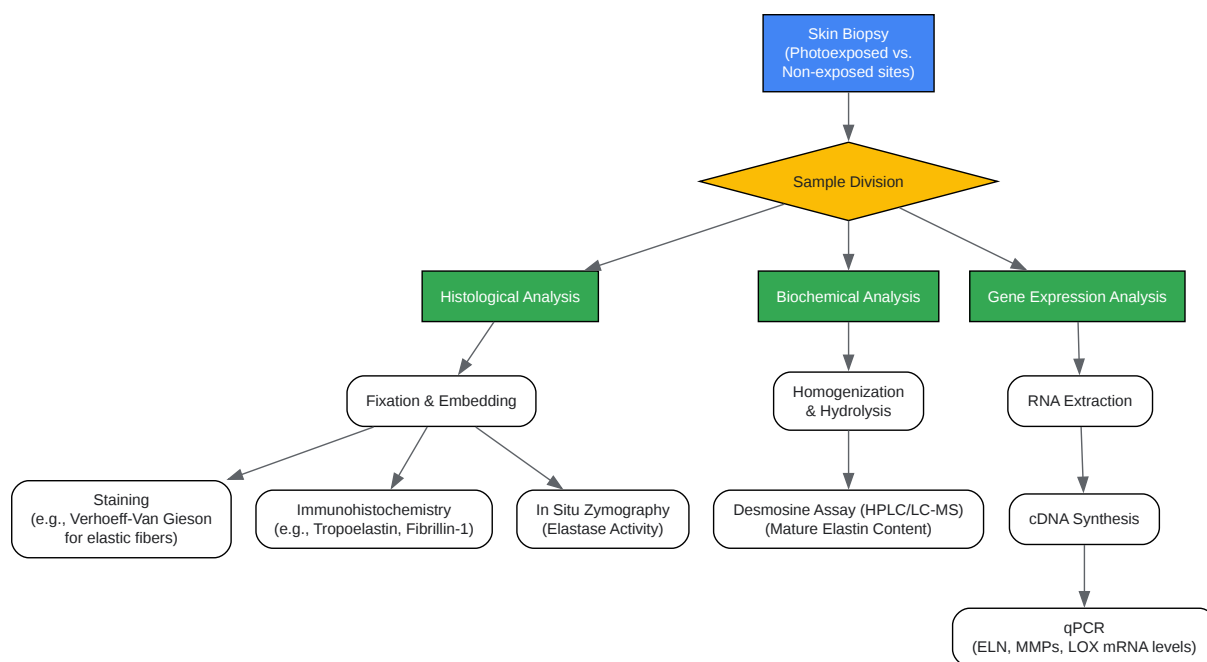 Skin Biopsy
(Photoexposed vs.
Non-exposed sites)
Sample Division
Histological Analysis
Biochemical Analysis
Gene Expression Analysis
Fixation & Embedding
Homogenization
& Hydrolysis
RNA Extraction
Staining
(e.g., Verhoeff-Van Gieson
for elastic fibers)
Immunohistochemistry
(e.g., Tropoelastin, Fibrillin-1)
In Situ Zymography
(Elastase Activity)
Desmosine Assay (HPLC/LC-MS)
(Mature Elastin Content)
cDNA Synthesis
qPCR
(ELN, MMPs, LOX mRNA levels)